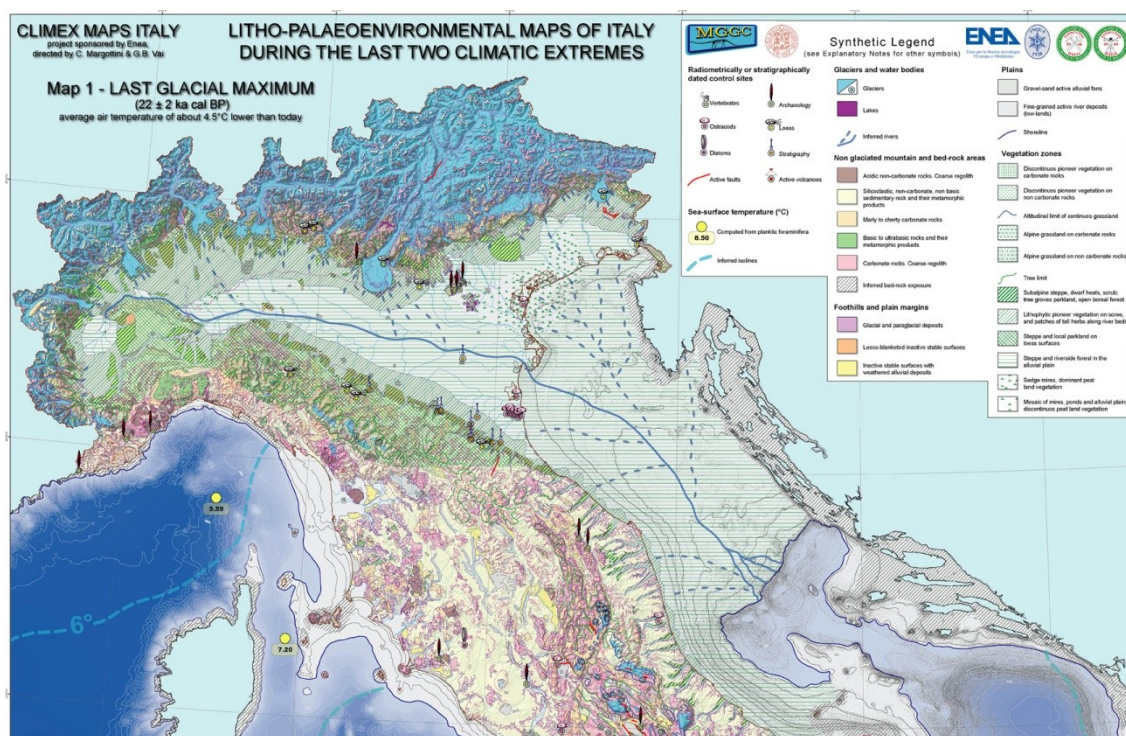 CLIMEX MAPS ITALY
project sponsored by Enea,
directed by C. Margottini & G.B. Vai
LITHO-PALAEOENVIRONMENTAL MAPS OF ITALY
DURING THE LAST TWO CLIMATIC EXTREMES
Map 1 - LAST GLACIAL MAXIMUM
(22 ± 2 ka cal BP)
average air temperature of about 4.5°C lower than today
MGGC
Synthetic Legend
(see Explanatory Notes for other symbols)
ENEA
Radiometrically or stratigraphically
dated control sites
Vertebrates
Archaeology
Ostracods
Loess
Diatoms
Stratigraphy
Active faults
Active volcanoes
Sea-surface temperature (°C)
6.50
Computed from planktic foraminifera
Inferred isolines
Glaciers and water bodies
Glaciers
Lakes
Inferred rivers
Non glaciated mountain and bed-rock areas
Acidic non-carbonate rocks. Coarse regolith
Siliciclastic, non-carbonate, non basic
sedimentary rock and their metamorphic
products
Marly to cherty carbonate rocks
Basic to ultrabasic rocks and their
metamorphic products
Carbonate rocks. Coarse regolith
Inferred bed-rock exposure
Foothills and plain margins
Glacial and paraglacial deposits
Loess-blanketed inactive stable surfaces
Inactive stable surfaces with
weathered alluvial deposits
Plains
Gravel-sand active alluvial fans
Fine-grained active river deposits
(low-lands)
Shoreline
Vegetation zones
Discontinuos pioneer vegetation on
carbonate rocks
Discontinuos pioneer vegetation on
non carbonate rocks
Altitudinal limit of continuos grassland
Alpine grassland on carbonate rocks
Alpine grassland on non carbonate rocks
Tree limit
Subalpine steppe, dwarf heats, scrub;
tree groves parkland, open boreal forest
Lithophytic pioneer vegetation on scree,
and patches of tall herbs along river beds
Steppe and local parkland on
loess surfaces
Steppe and riverside forest in the
alluvial plain
Sedge mires, dominant peat
land vegetation
Mosaic of mires, ponds and alluvial plain;
discontinuos peat land vegetation
5.59
6°
7.20